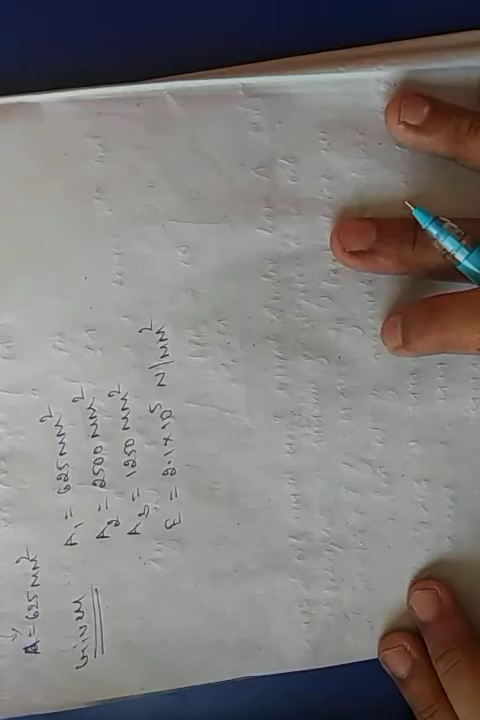 A = 625 MM²
Given
A₁ = 625 MM²
A₂ = 2500 MM²
A₃ = 1250 MM²
E = 2.1 × 10⁵ N/MM²